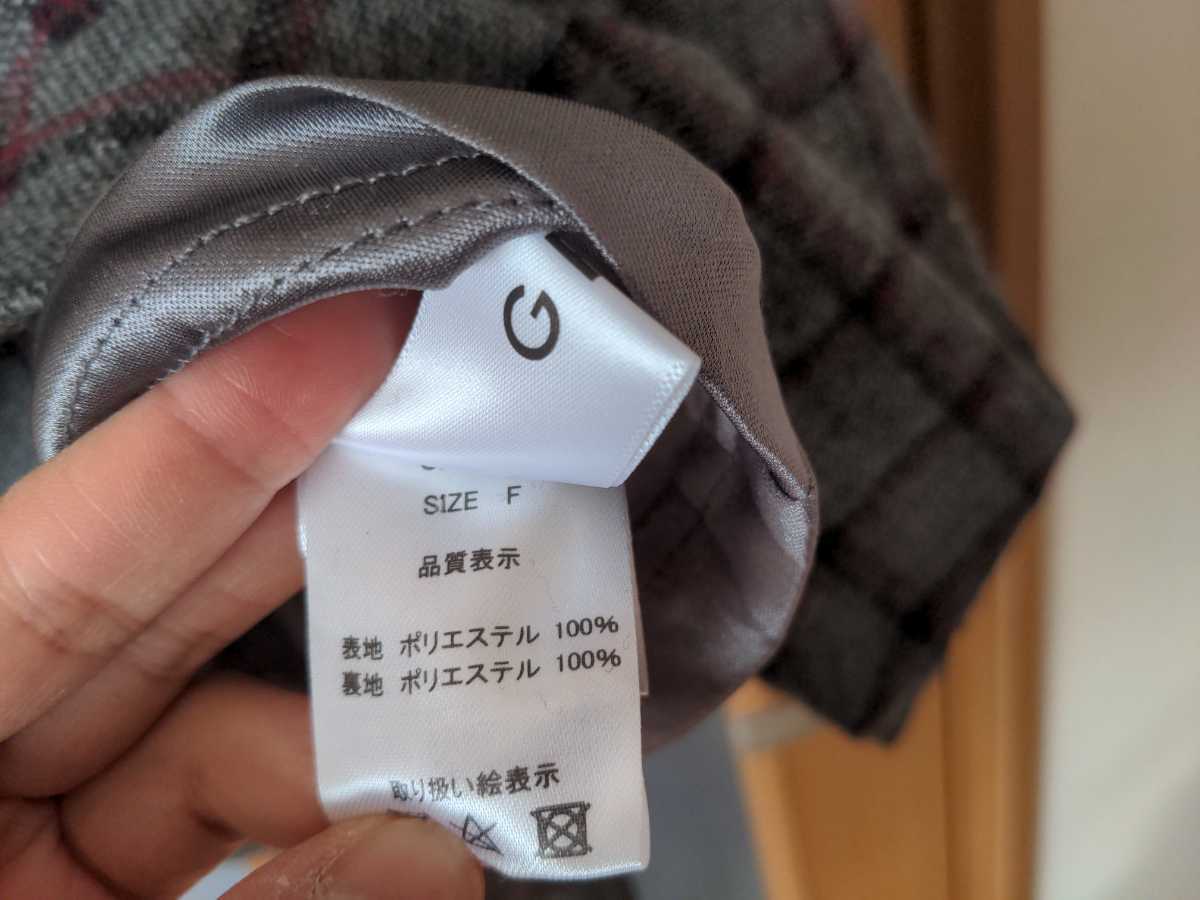 G
SIZE F
品質表示
表地 ポリエステル 100%
裏地 ポリエステル 100%
取り扱い絵表示